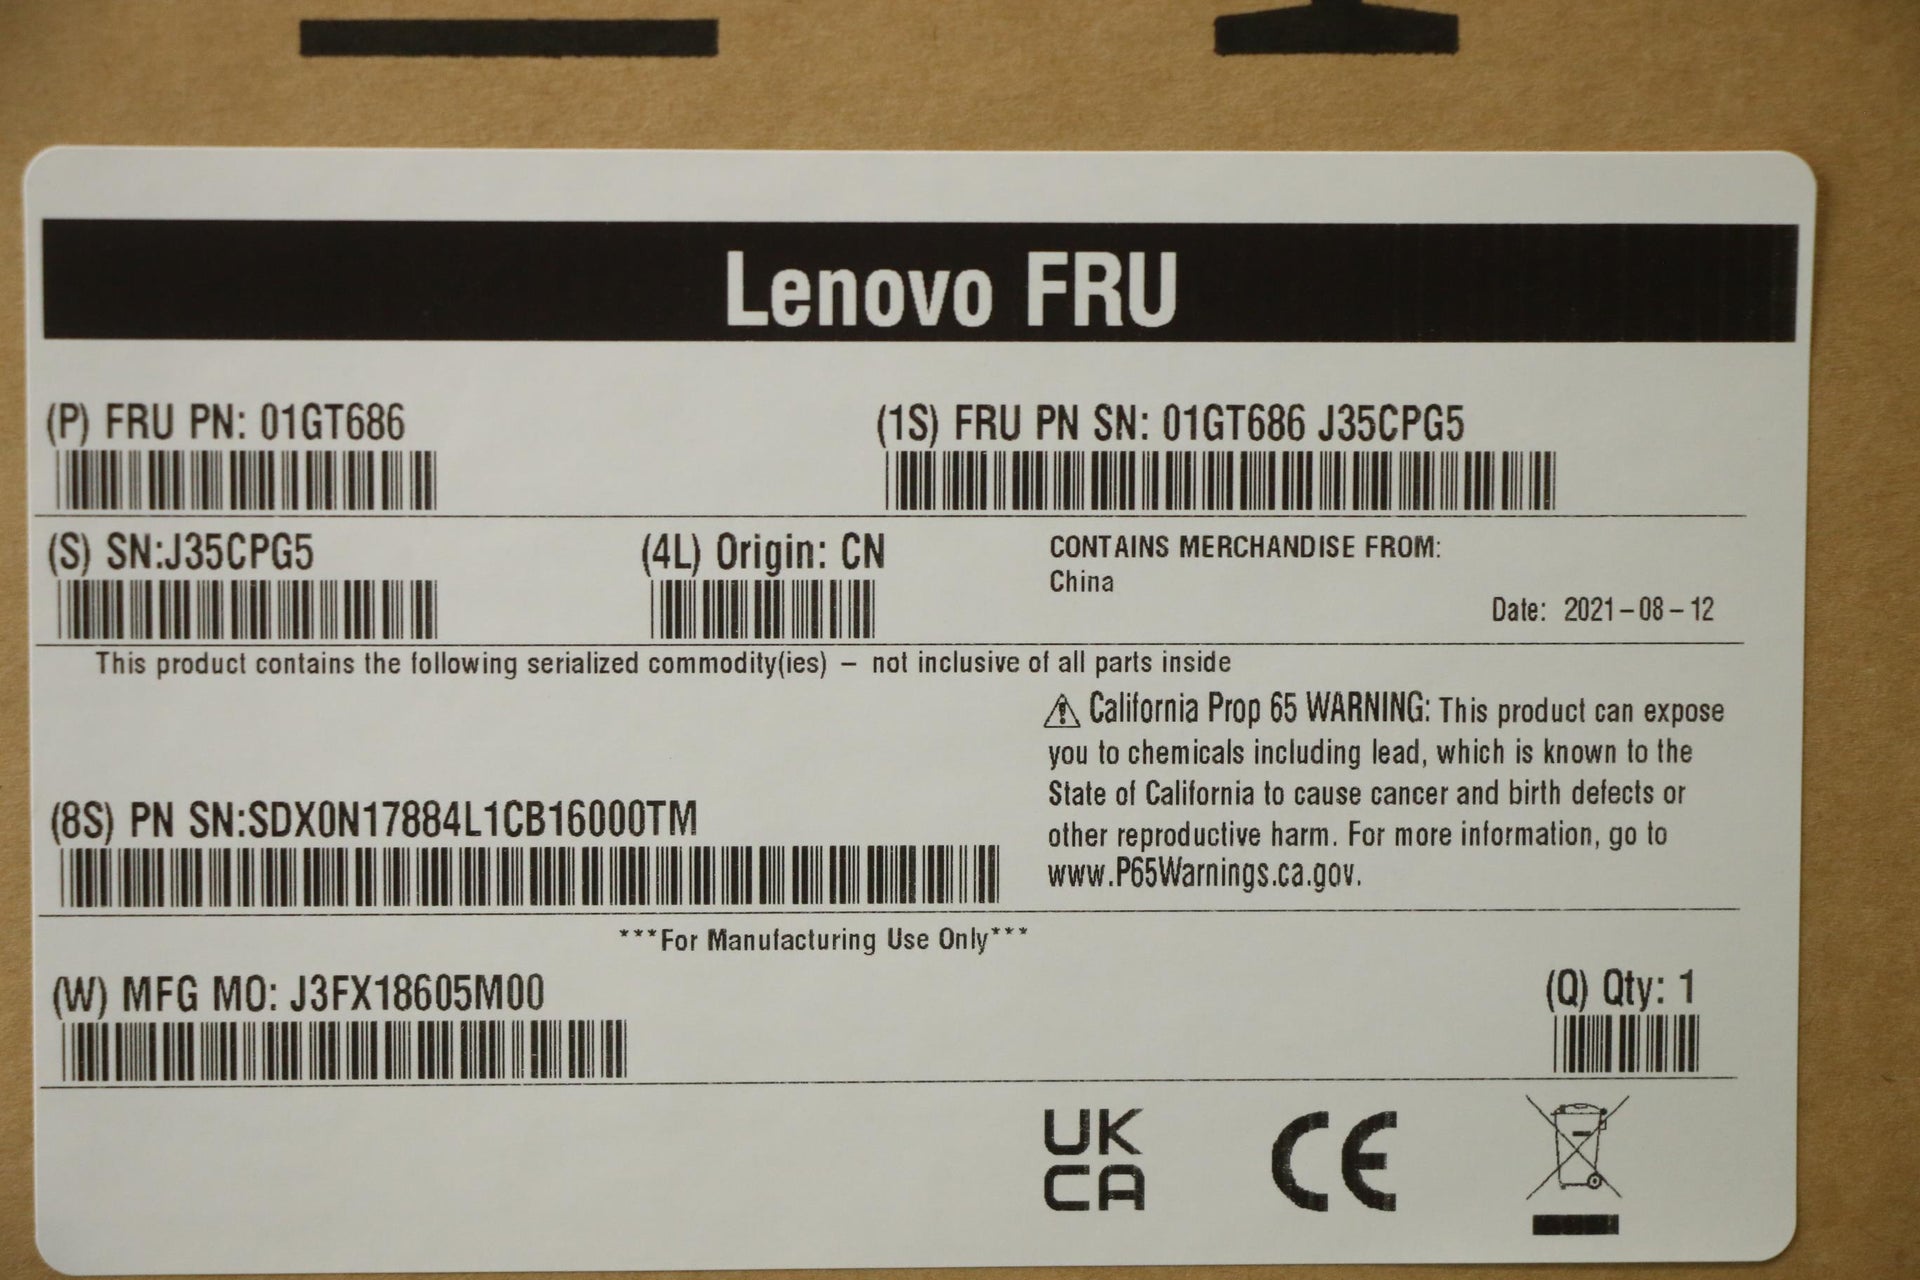 Lenovo FRU
(P) FRU PN: 01GT686
(1S) FRU PN SN: 01GT686 J35CPG5
(S) SN:J35CPG5
(4L) Origin: CN
CONTAINS MERCHANDISE FROM:
China
Date: 2021-08-12
This product contains the following serialized commodity(ies) – not inclusive of all parts inside
⚠ California Prop 65 WARNING: This product can expose
you to chemicals including lead, which is known to the
State of California to cause cancer and birth defects or
other reproductive harm. For more information, go to
www.P65Warnings.ca.gov.
(8S) PN SN:SDX0N17884L1CB16000TM
***For Manufacturing Use Only***
(W) MFG MO: J3FX18605M00
(Q) Qty: 1
UK
CA
CE